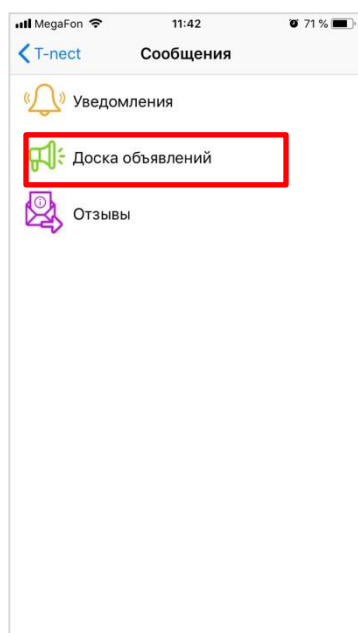 MegaFon 11:42 71 %
T-nect Сообщения
Уведомления
Доска объявлений
Отзывы